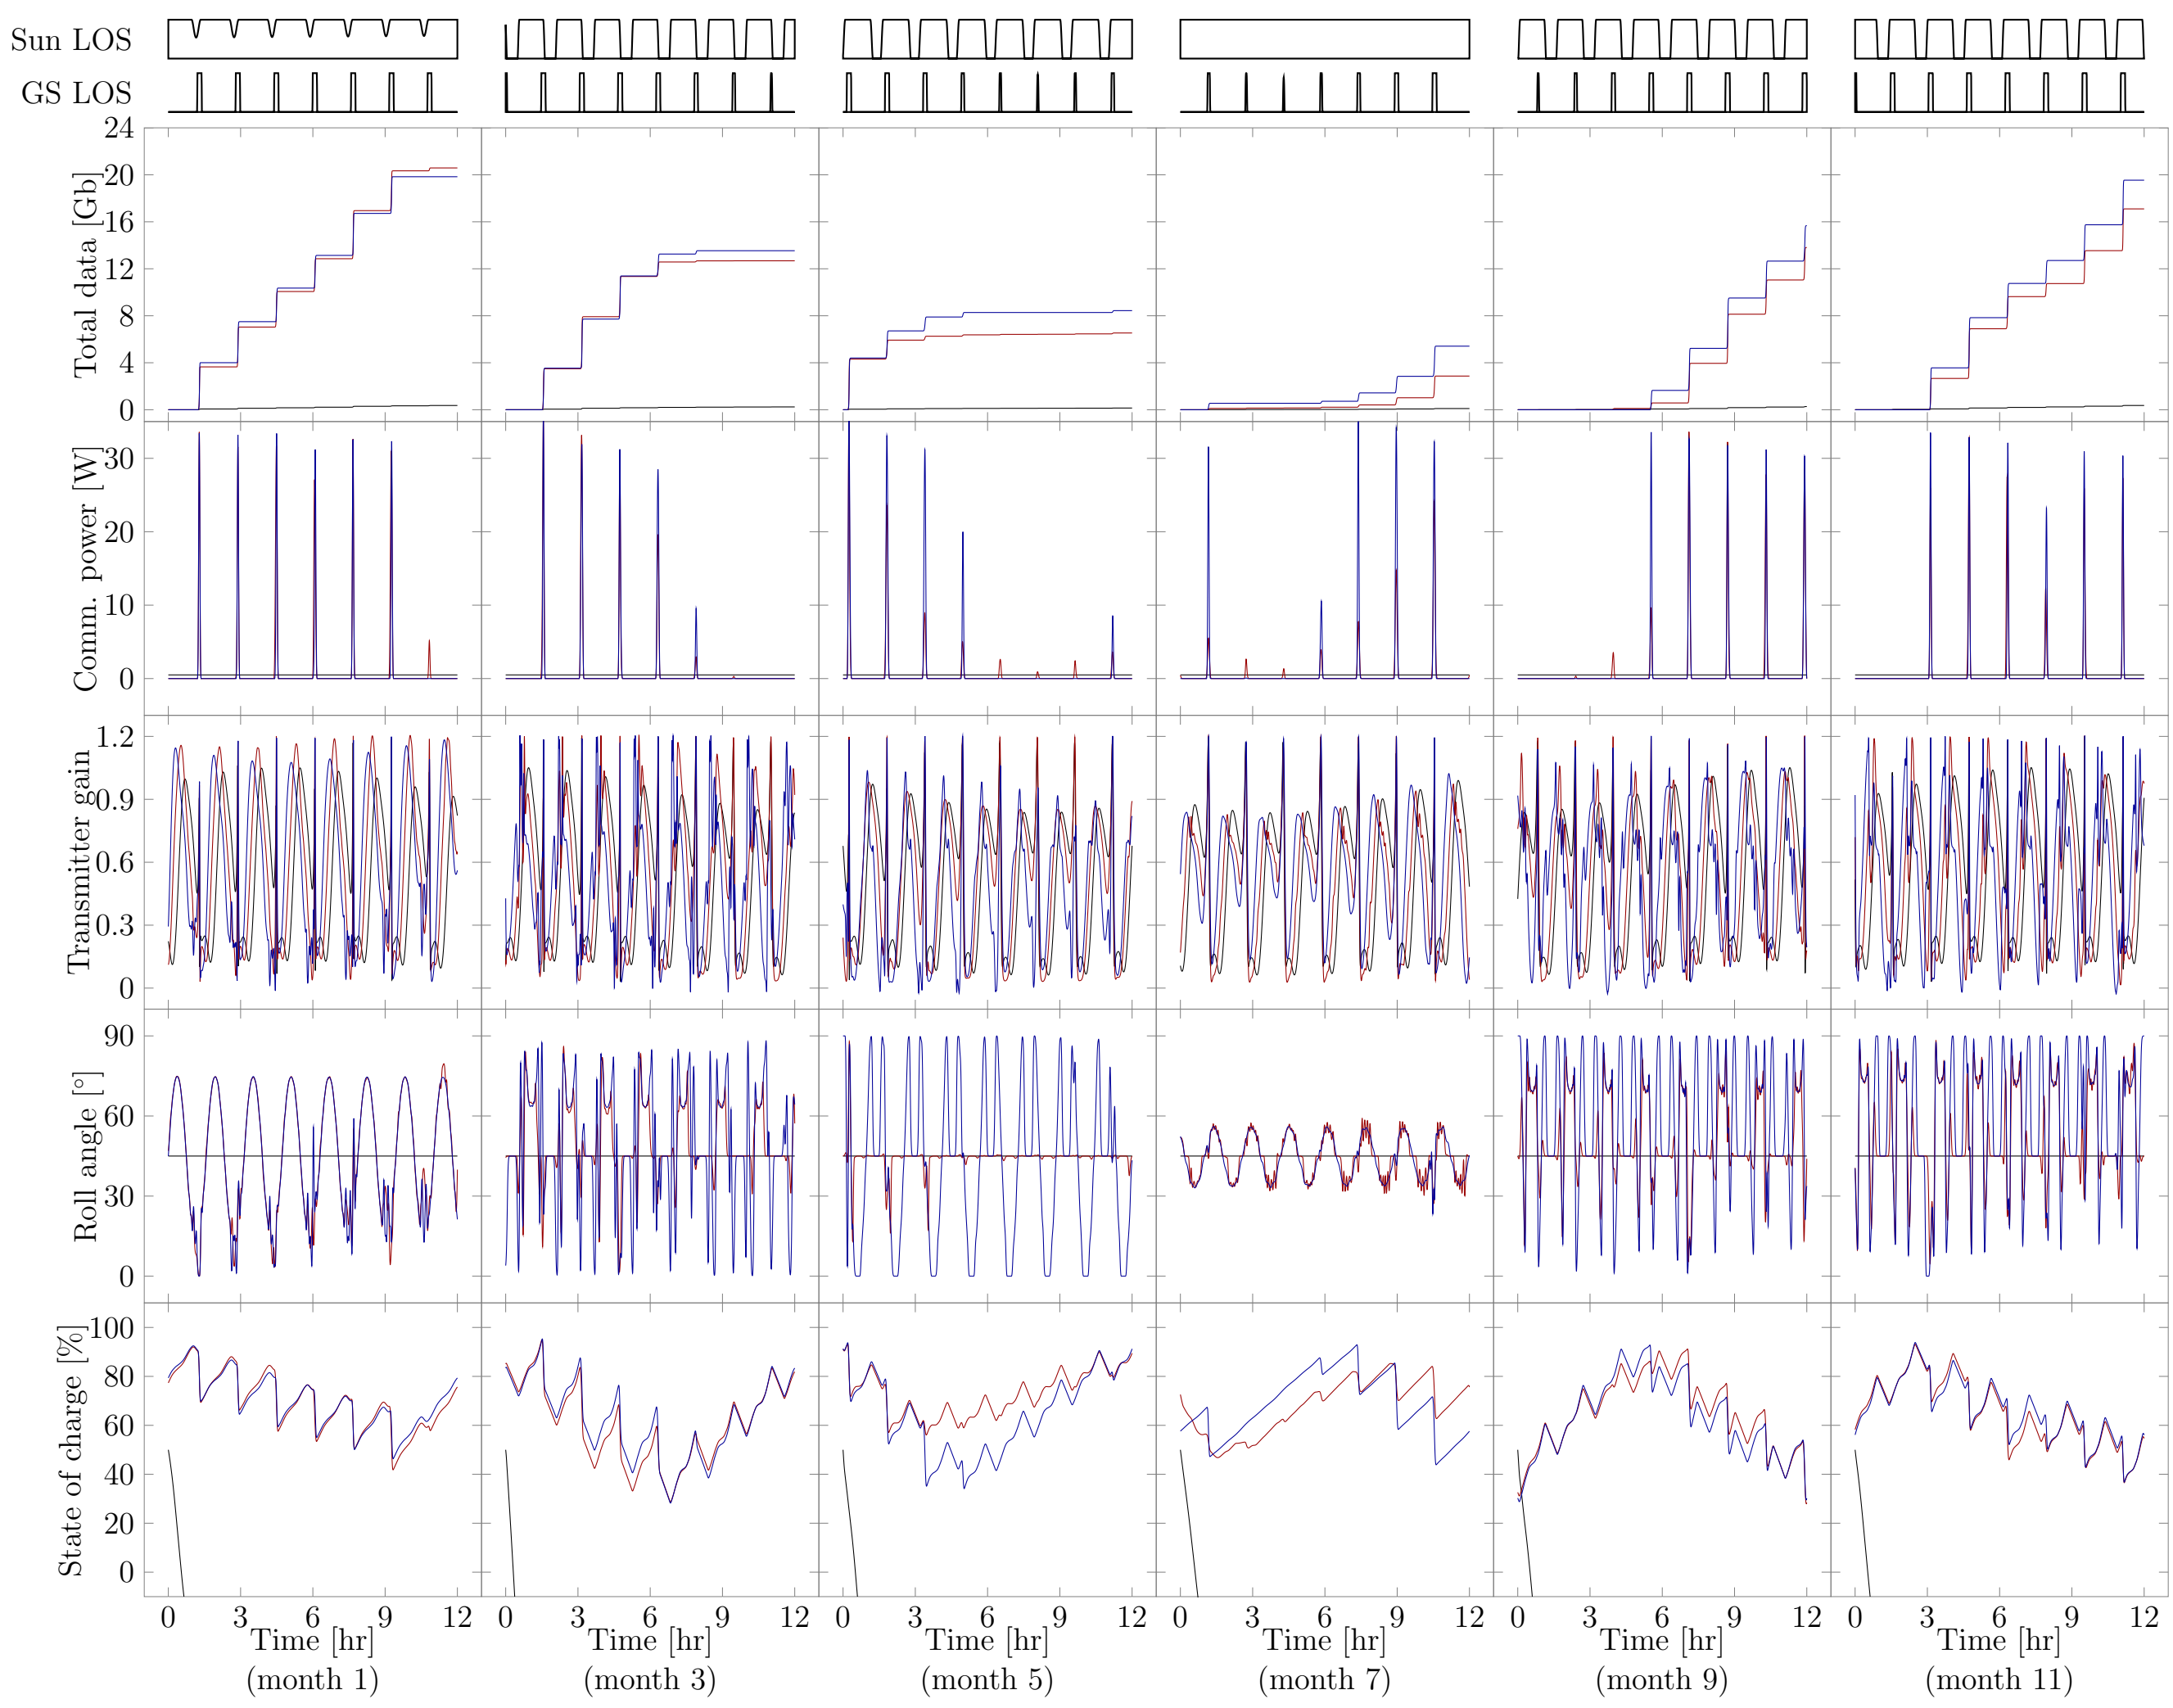 Sun LOS
GS LOS
24
20
16
12
8
4
0
Total data [Gb]
30
20
10
0
Comm. power [W]
1.2
0.9
0.6
0.3
0
Transmitter gain
90
60
30
0
Roll angle [°]
100
80
60
40
20
0
State of charge [%]
0 3 6 9 12 0 3 6 9 12 0 3 6 9 12 0 3 6 9 12 0 3 6 9 12 0 3 6 9 12
Time [hr] Time [hr] Time [hr] Time [hr] Time [hr] Time [hr]
(month 1) (month 3) (month 5) (month 7) (month 9) (month 11)